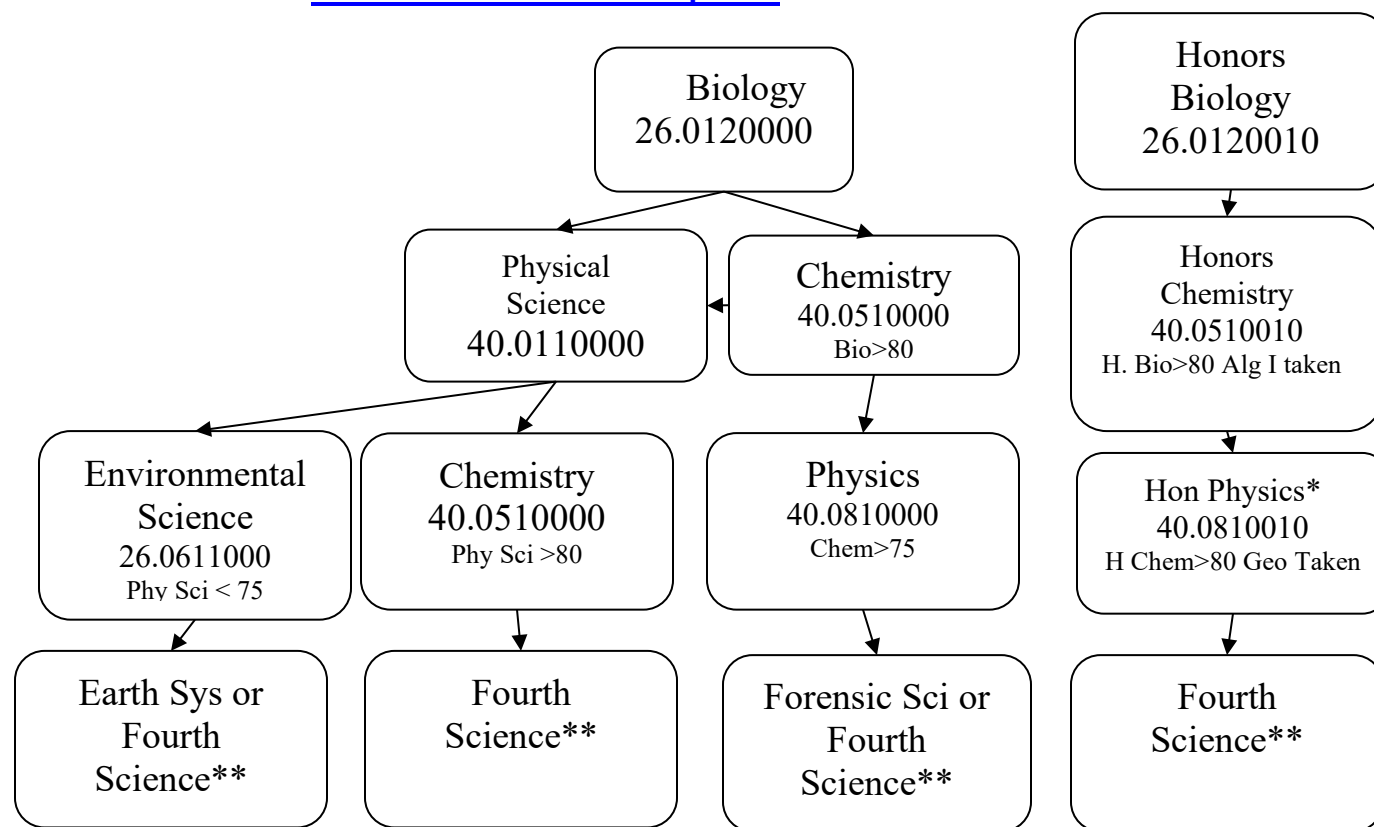 Biology
26.0120000
Honors
Biology
26.0120010
Physical
Science
40.0110000
Chemistry
40.0510000
Bio>80
Honors
Chemistry
40.0510010
H. Bio>80 Alg I taken
Environmental
Science
26.0611000
Phy Sci < 75
Chemistry
40.0510000
Phy Sci >80
Physics
40.0810000
Chem>75
Hon Physics*
40.0810010
H Chem>80 Geo Taken
Earth Sys or
Fourth
Science**
Fourth
Science**
Forensic Sci or
Fourth
Science**
Fourth
Science**